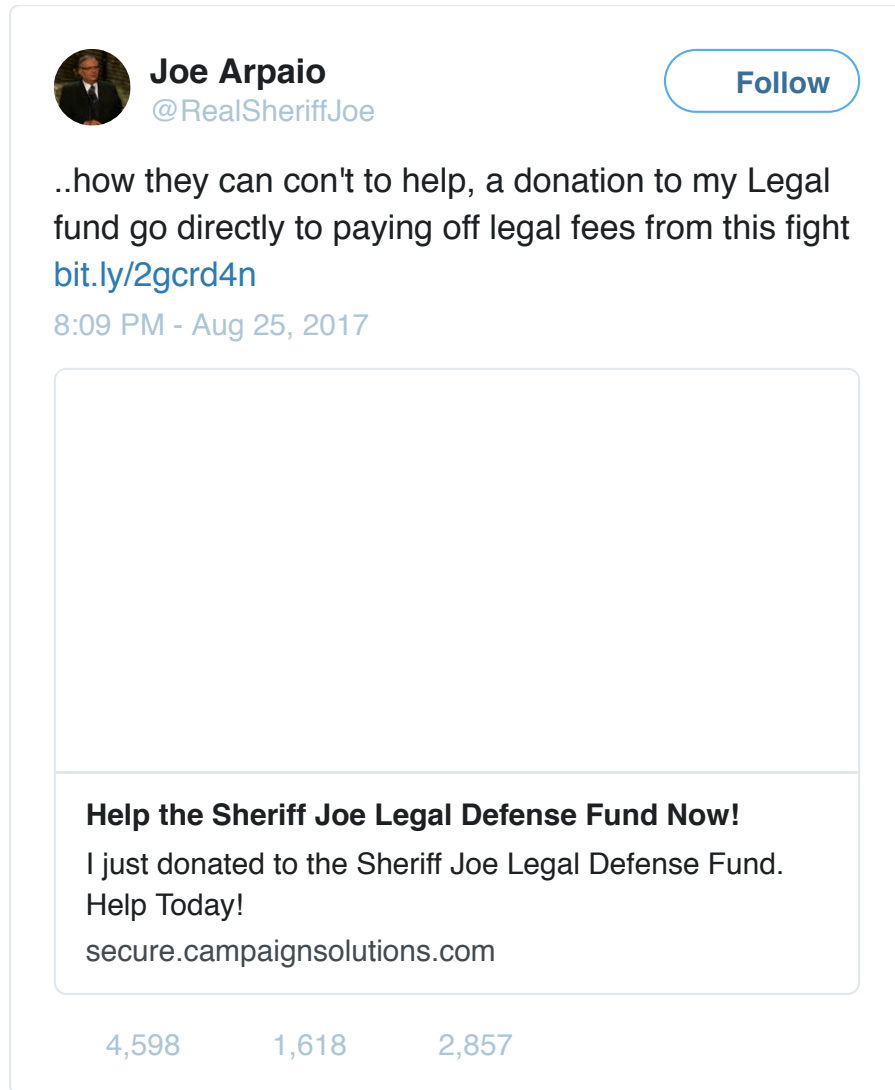 Joe Arpaio
@RealSheriffJoe
Follow
..how they can con't to help, a donation to my Legal
fund go directly to paying off legal fees from this fight
bit.ly/2gcrd4n
8:09 PM - Aug 25, 2017
Help the Sheriff Joe Legal Defense Fund Now!
I just donated to the Sheriff Joe Legal Defense Fund.
Help Today!
secure.campaignsolutions.com
4,598 1,618 2,857